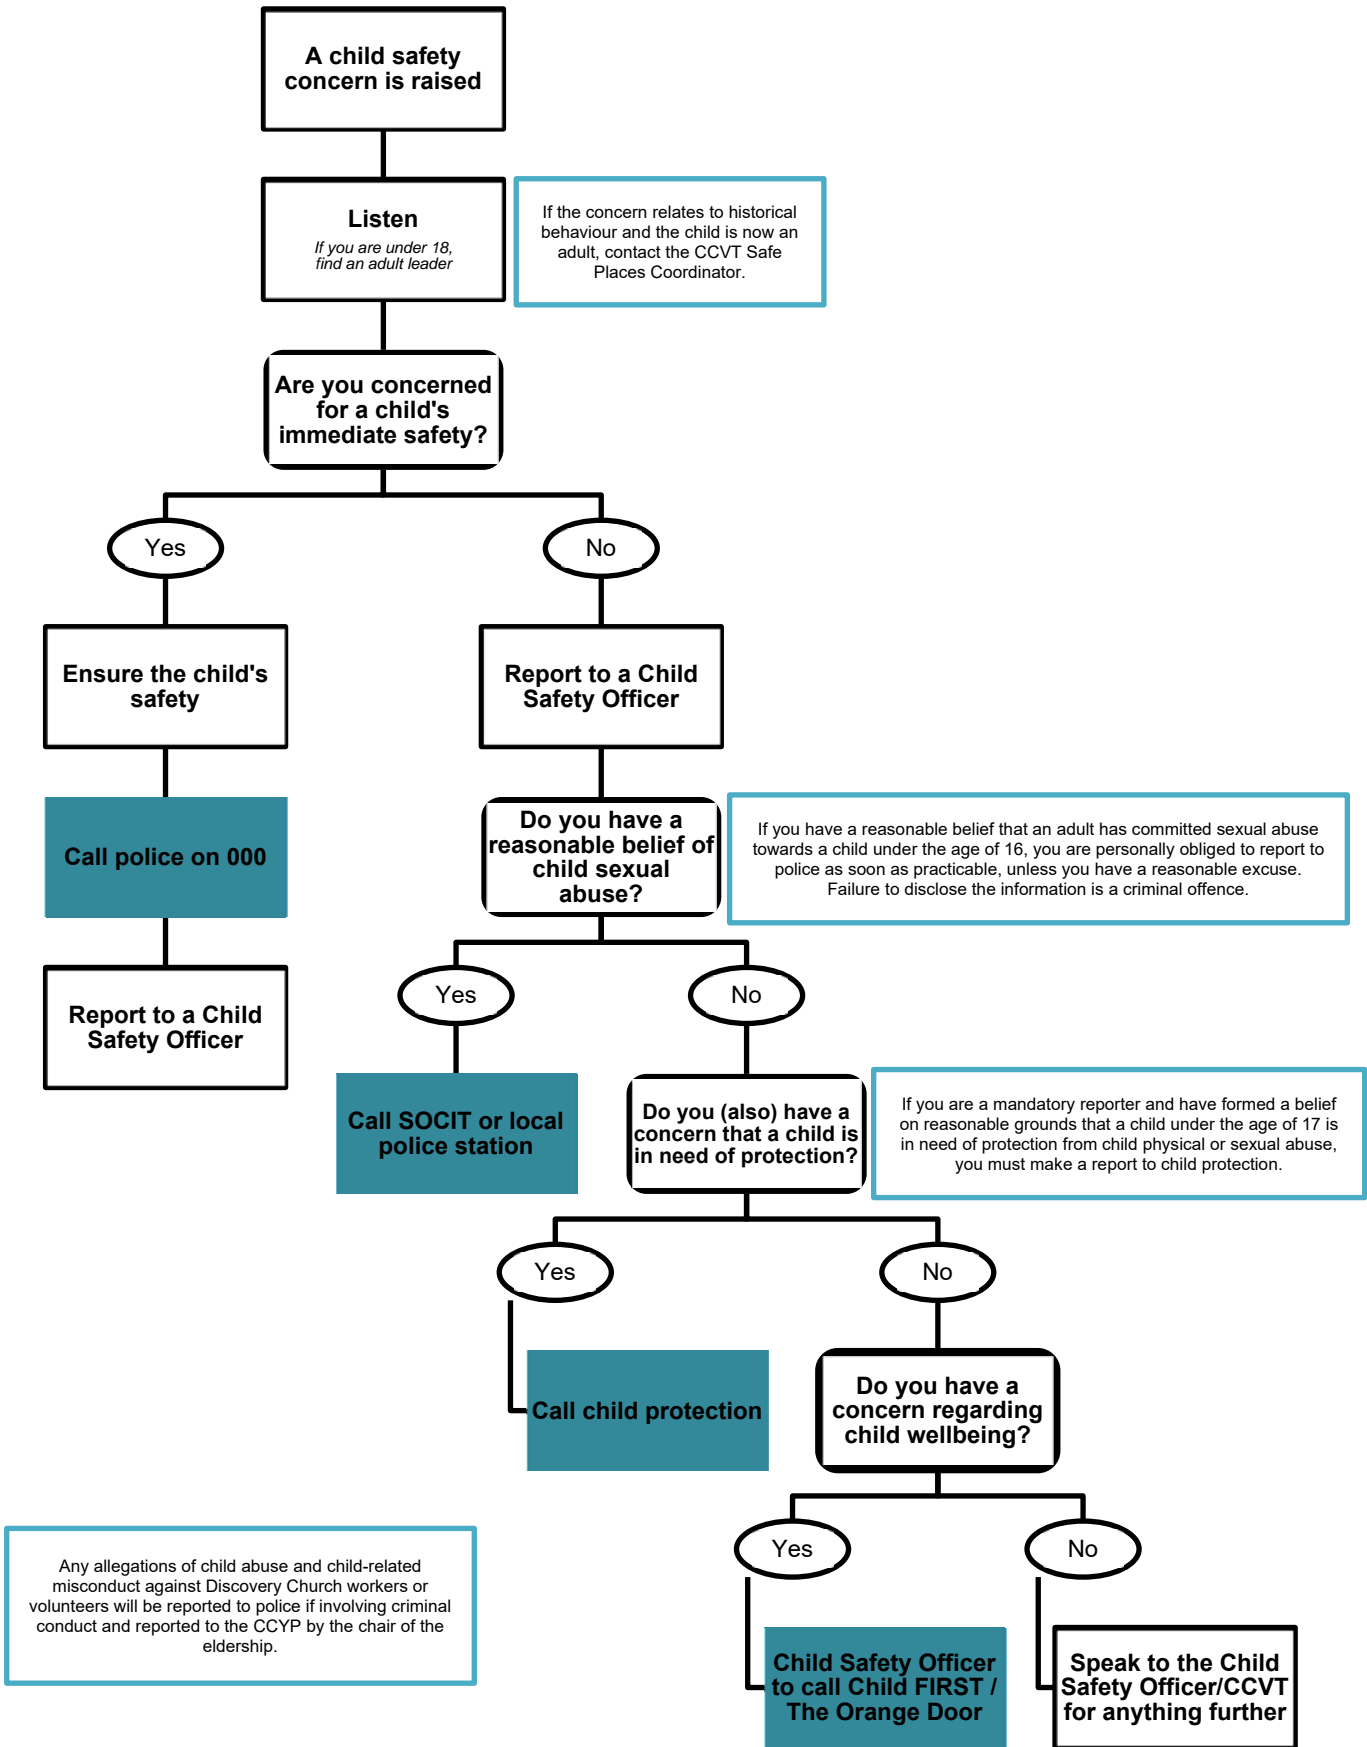 A child safety
concern is raised
Listen
If you are under 18,
find an adult leader
If the concern relates to historical
behaviour and the child is now an
adult, contact the CCVT Safe
Places Coordinator.
Are you concerned
for a child's
immediate safety?
Yes
No
Ensure the child's
safety
Report to a Child
Safety Officer
Call police on 000
Do you have a
reasonable belief of
child sexual
abuse?
If you have a reasonable belief that an adult has committed sexual abuse
towards a child under the age of 16, you are personally obliged to report to
police as soon as practicable, unless you have a reasonable excuse.
Failure to disclose the information is a criminal offence.
Report to a Child
Safety Officer
Yes
No
Call SOCIT or local
police station
Do you (also) have a
concern that a child is
in need of protection?
If you are a mandatory reporter and have formed a belief
on reasonable grounds that a child under the age of 17 is
in need of protection from child physical or sexual abuse,
you must make a report to child protection.
Yes
No
Call child protection
Do you have a
concern regarding
child wellbeing?
Yes
No
Any allegations of child abuse and child-related
misconduct against Discovery Church workers or
volunteers will be reported to police if involving criminal
conduct and reported to the CCYP by the chair of the
eldership.
Child Safety Officer
to call Child FIRST /
The Orange Door
Speak to the Child
Safety Officer/CCVT
for anything further